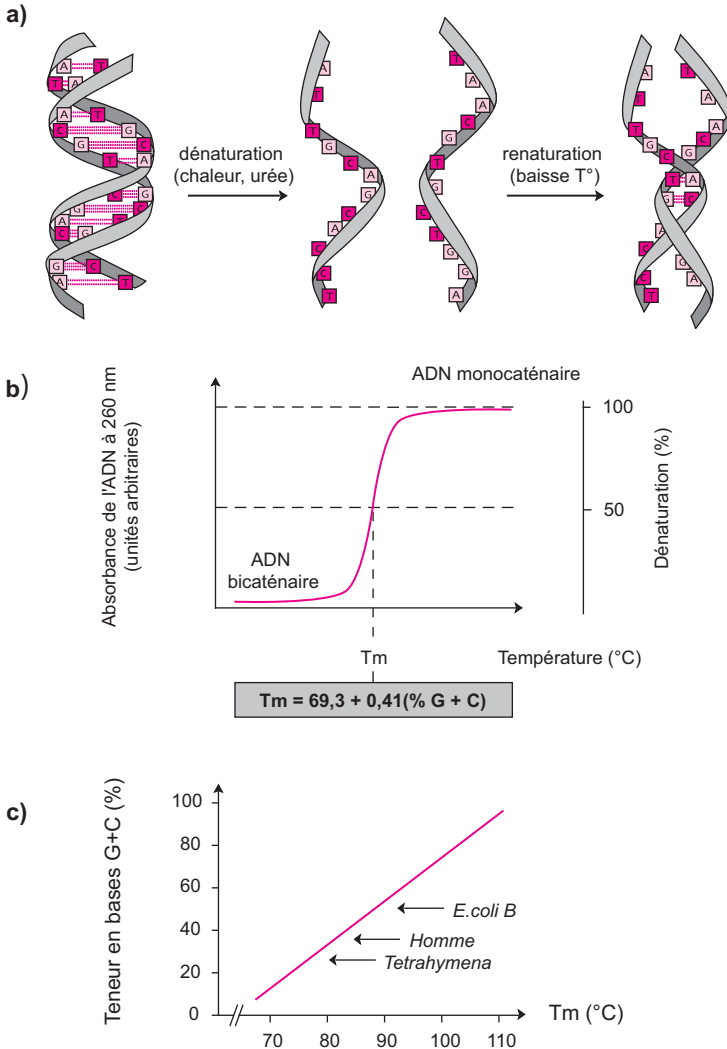 a)
A T
T A
A T
C G
G C
T A
C G
G C
A T
C G
G C
A T
dénaturation
(chaleur, urée)
A
T
T
C
A
G
A
C
C
T
T
A
A
C
G
T
G
C
T
G
G
A
renaturation
(baisse T°)
A T
T A
T A
C G
C
T A
G C
A
C G
C A
T
b)
Absorbance de l'ADN à 260 nm
(unités arbitraires)
ADN monocaténaire
ADN
bicaténaire
100
50
Dénaturation (%)
Tm
Température (°C)
Tm = 69,3 + 0,41(% G + C)
c)
Teneur en bases G+C (%)
100
80
60
40
20
0
E.coli B
Homme
Tetrahymena
70 80 90 100 110
Tm (°C)